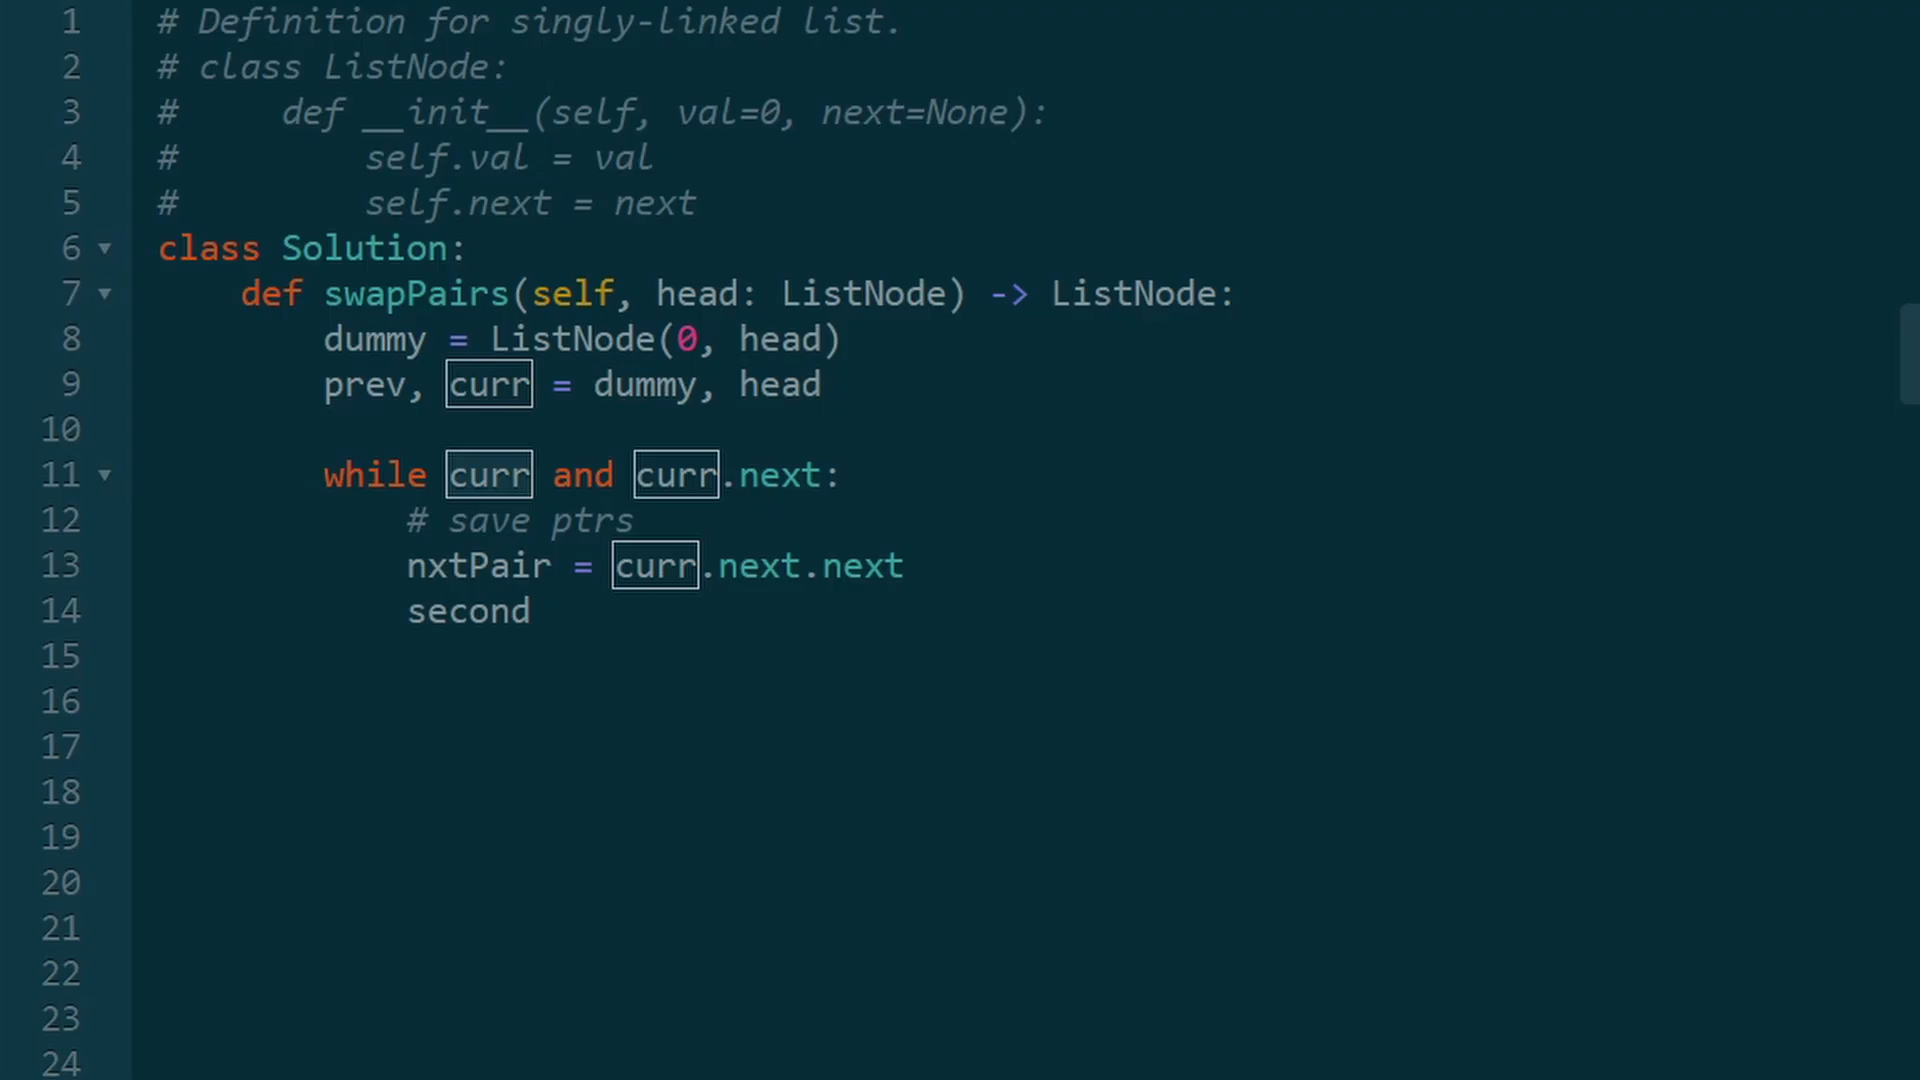 1 # Definition for singly-linked list.
2 # class ListNode:
3 #     def __init__(self, val=0, next=None):
4 #         self.val = val
5 #         self.next = next
6 class Solution:
7     def swapPairs(self, head: ListNode) -> ListNode:
8         dummy = ListNode(0, head)
9         prev, curr = dummy, head
10
11         while curr and curr.next:
12             # save ptrs
13             nxtPair = curr.next.next
14             second
15
16
17
18
19
20
21
22
23
24